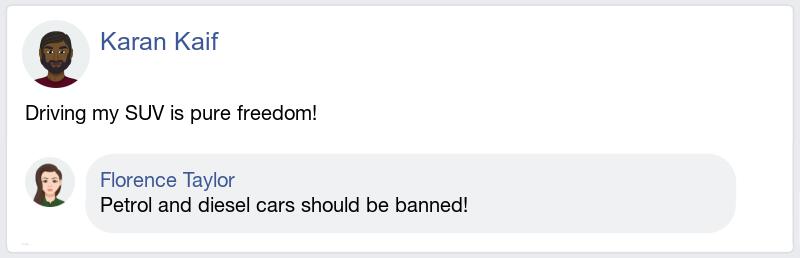 Karan Kaif
Driving my SUV is pure freedom!
Florence Taylor
Petrol and diesel cars should be banned!